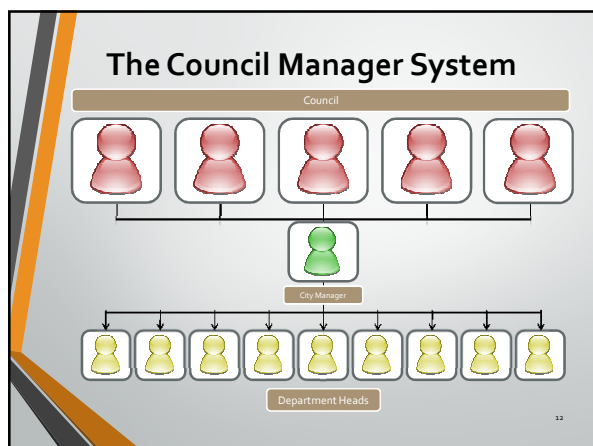 The Council Manager System
Council
City Manager
Department Heads
12